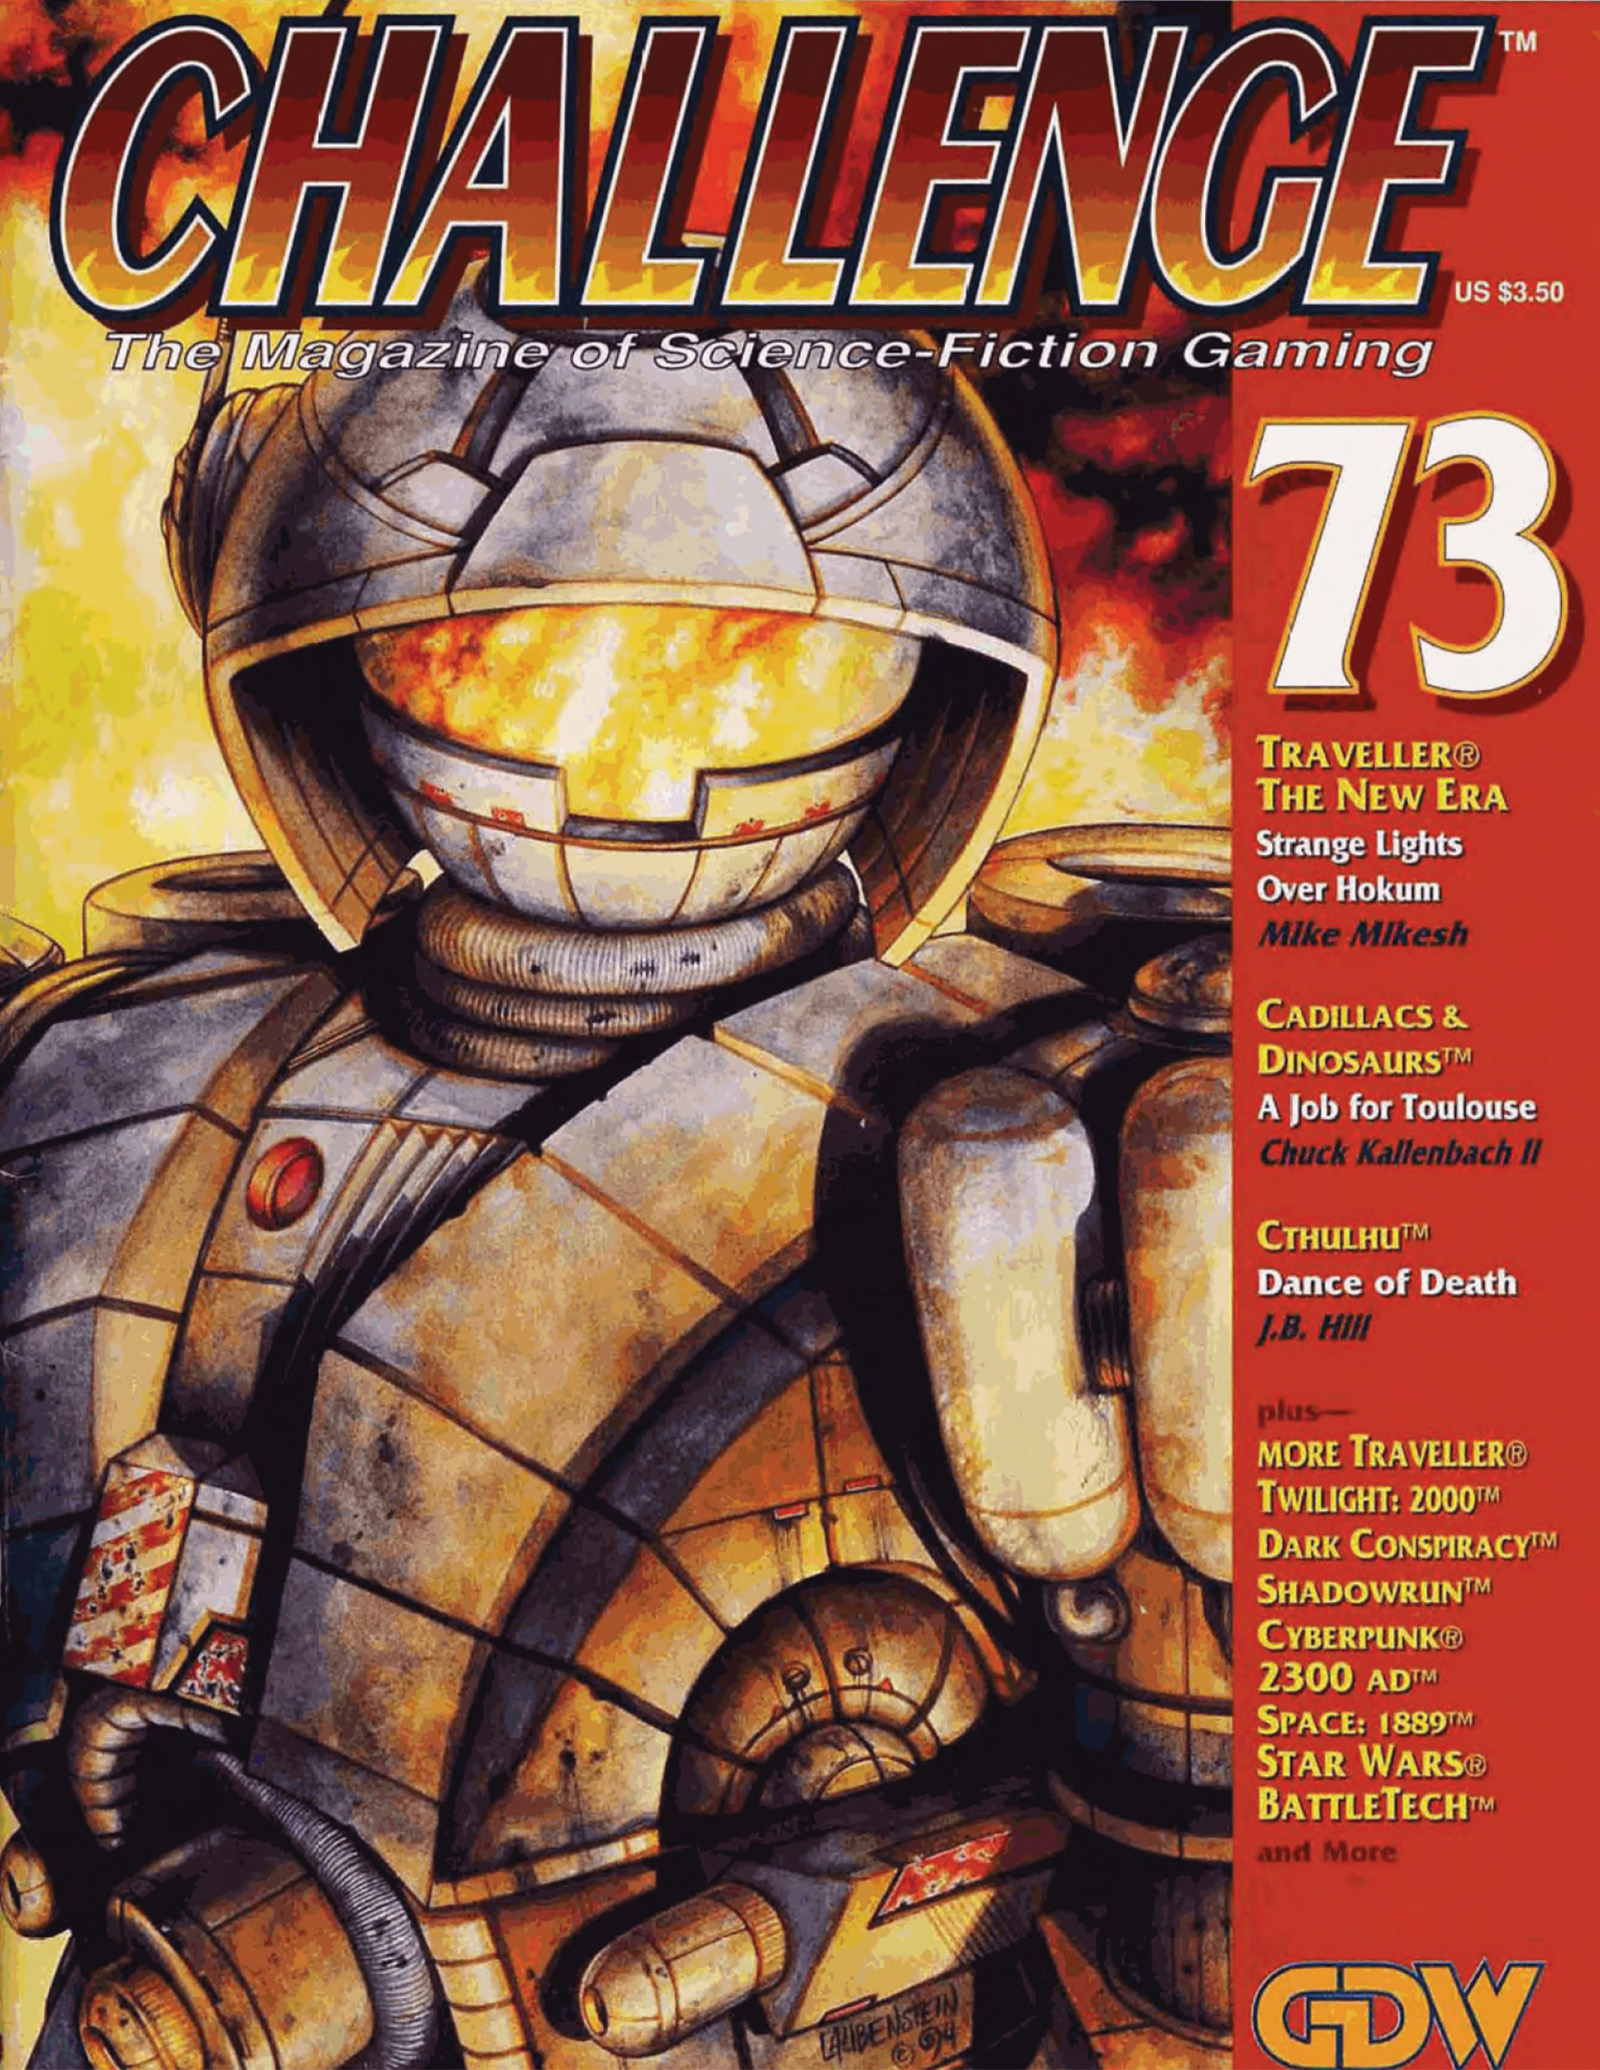 CHALLENGE™
US $3.50
The Magazine of Science-Fiction Gaming
73
TRAVELLER®
THE NEW ERA
Strange Lights
Over Hokum
Mike Mikesh
CADILLACS &
DINOSAURS™
A Job for Toulouse
Chuck Kallenbach II
CTHULHU™
Dance of Death
J.B. Hill
plus—
MORE TRAVELLER®
TWILIGHT: 2000™
DARK CONSPIRACY™
SHADOWRUN™
CYBERPUNK®
2300 AD™
SPACE: 1889™
STAR WARS®
BATTLETECH™
and More
GDW
LAUBENSTEIN
© 94